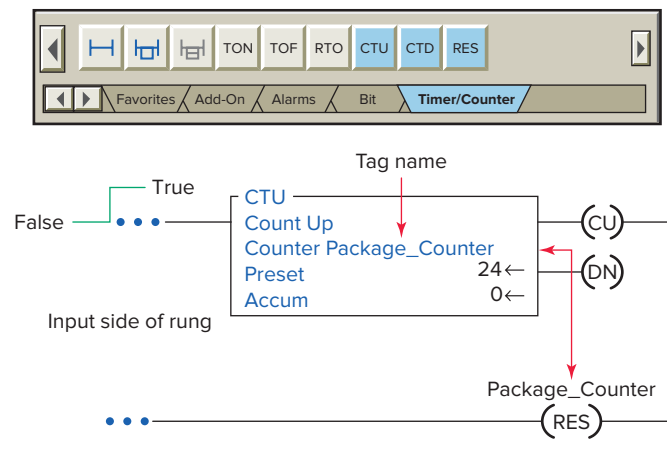 TON TOF RTO CTU CTD RES
Favorites Add-On Alarms Bit Timer/Counter
Tag name
True
False
CTU
Count Up
Counter Package_Counter
Preset 24
Accum 0
CU
DN
Input side of rung
Package_Counter
RES